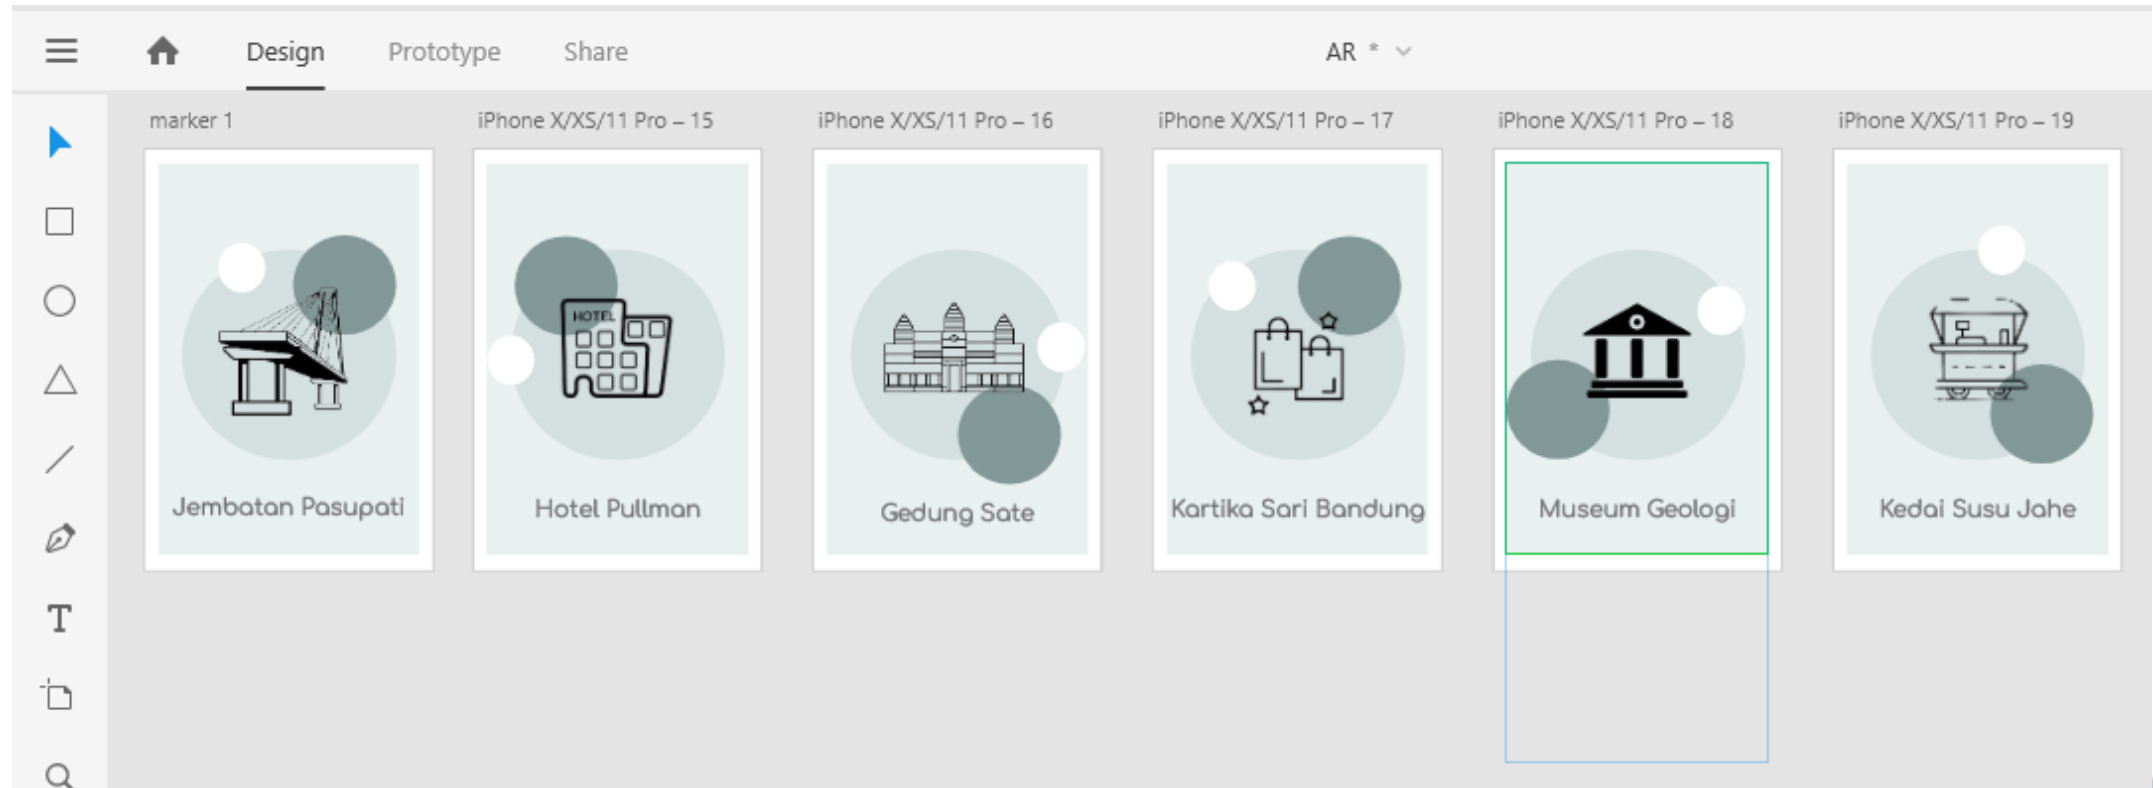 Design Prototype Share AR * 
marker 1
iPhone X/XS/11 Pro – 15
iPhone X/XS/11 Pro – 16
iPhone X/XS/11 Pro – 17
iPhone X/XS/11 Pro – 18
iPhone X/XS/11 Pro – 19
HOTEL
Jembatan Pasupati
Hotel Pullman
Gedung Sate
Kartika Sari Bandung
Museum Geologi
Kedai Susu Jahe
T